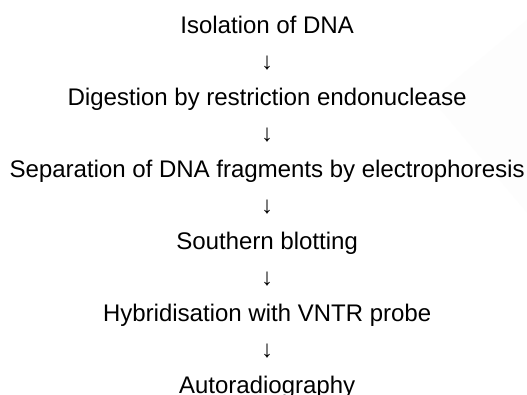 Isolation of DNA
↓
Digestion by restriction endonuclease
↓
Separation of DNA fragments by electrophoresis
↓
Southern blotting
↓
Hybridisation with VNTR probe
↓
Autoradiography